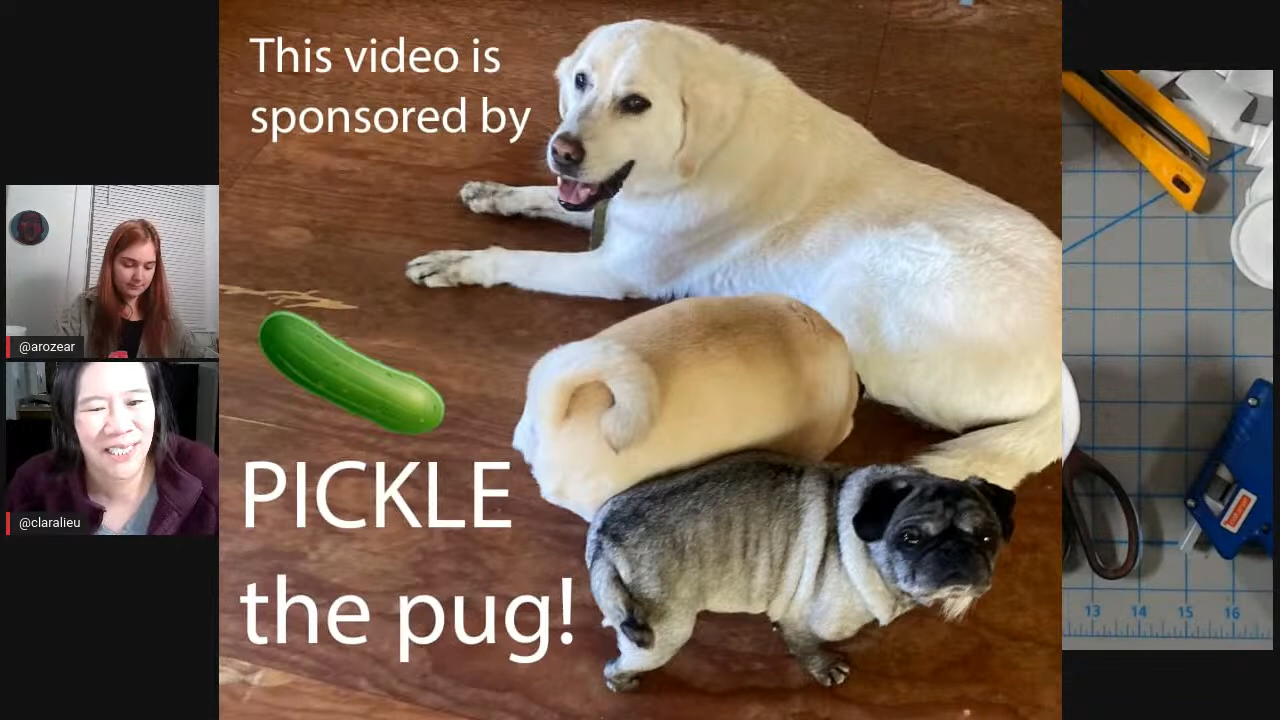 This video is
sponsored by
PICKLE
the pug!
@arozear
@claralieu
13 14 15 16